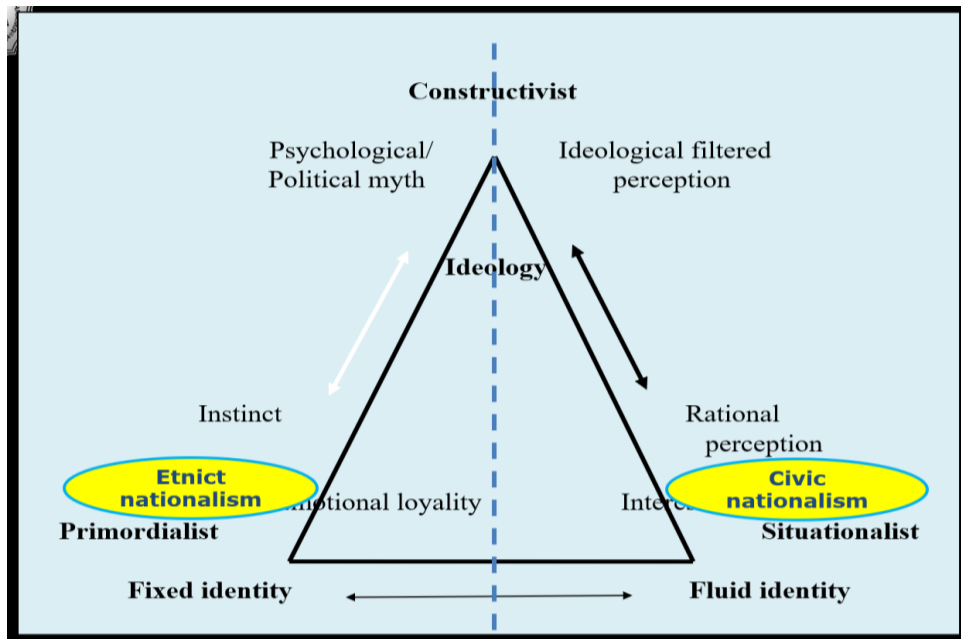 Constructivist
Psychological/
Political myth
Ideological filtered
perception
Ideology
Instinct
Rational
perception
Etnict
nationalism
Civic
nationalism
loyality
Primordialist
Situationalist
Fixed identity
Fluid identity